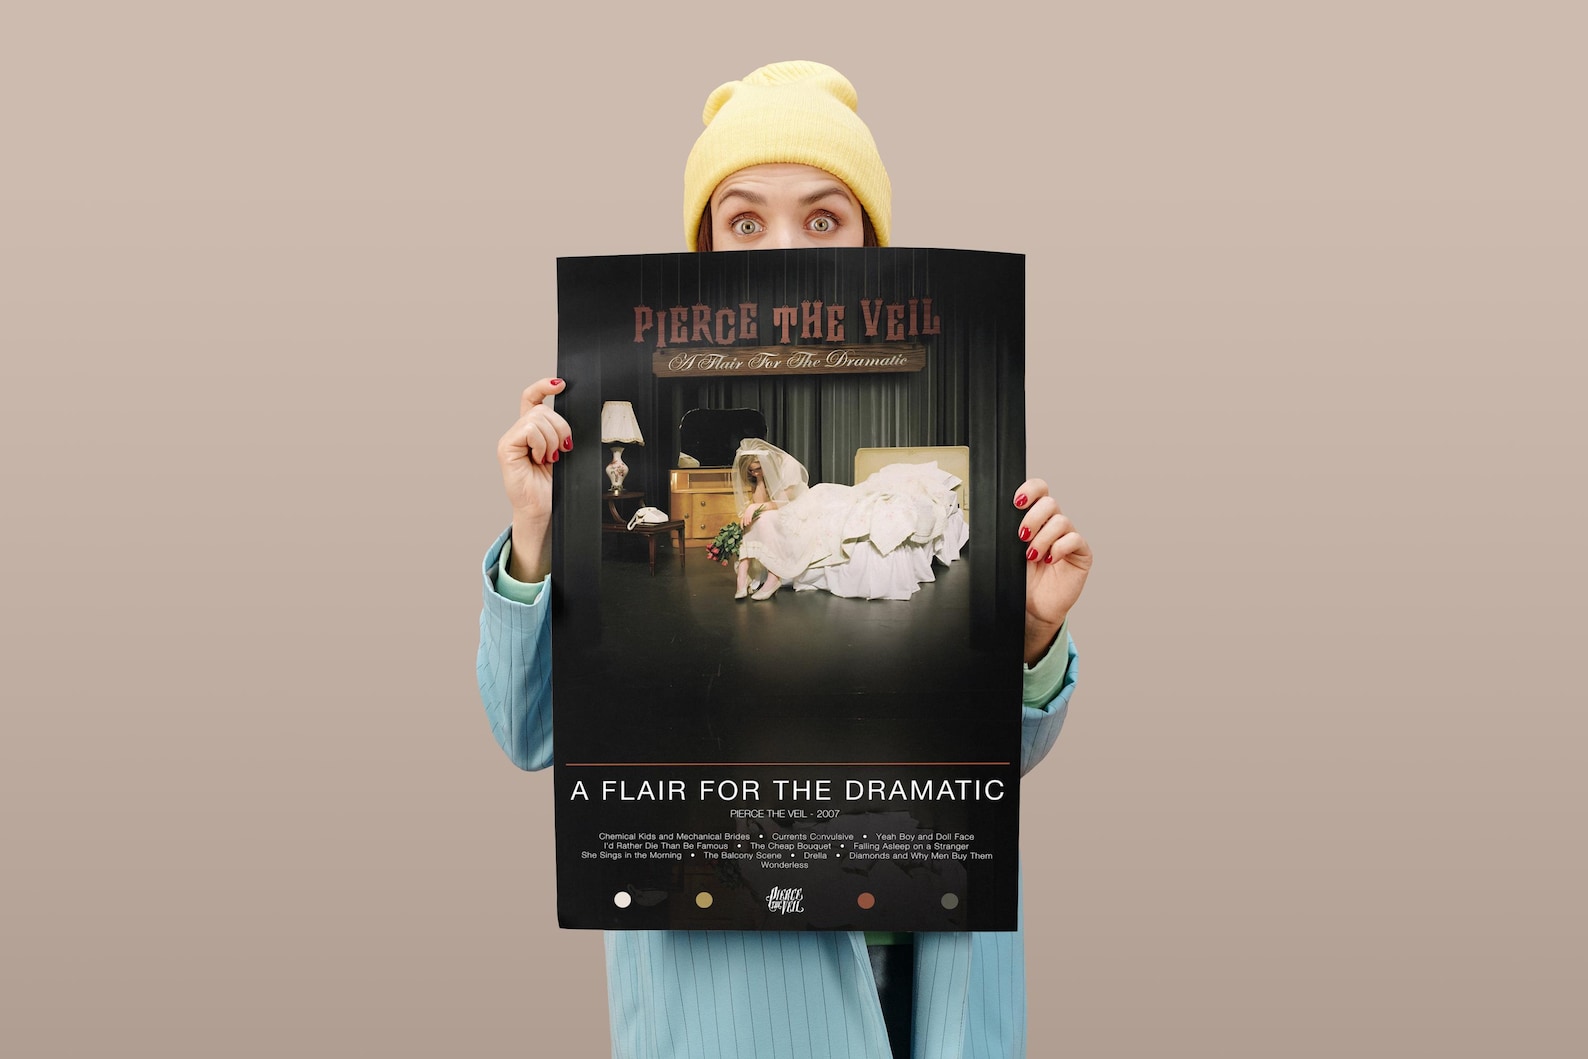 PIERCE THE VEIL
A Flair For The Dramatic
A FLAIR FOR THE DRAMATIC
PIERCE THE VEIL - 2007
Chemical Kids and Mechanical Brides • Currents Convulsive • Yeah Boy and Doll Face
I'd Rather Die Than Be Famous • The Cheap Bouquet • Falling Asleep on a Stranger
She Sings in the Morning • The Balcony Scene • Drella • Diamonds and Why Men Buy Them
Wonderless
PIERCE
THE VEIL